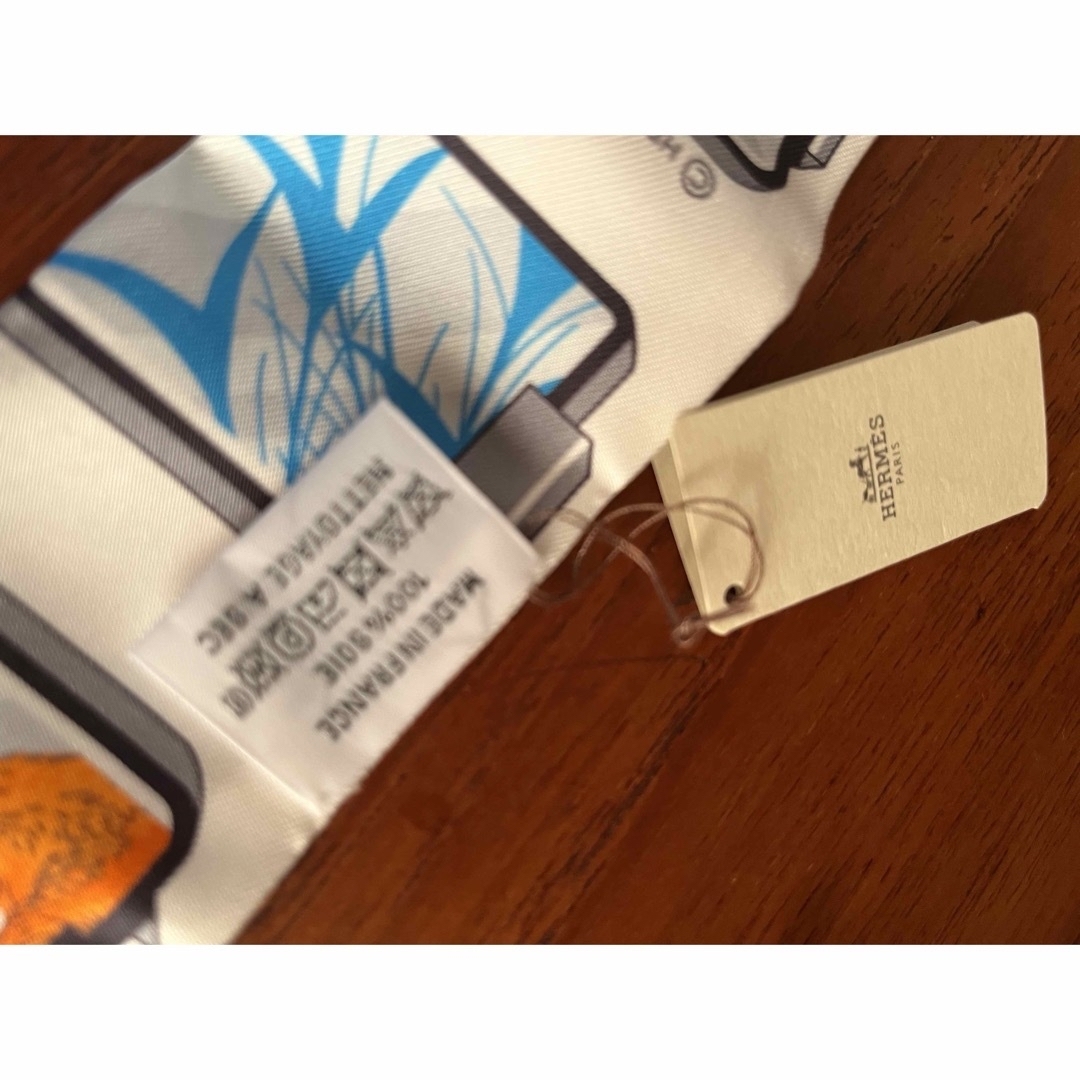 HERMÈS
PARIS
MADE IN FRANCE
100% SOIE
NETTOYAGE A SEC
©